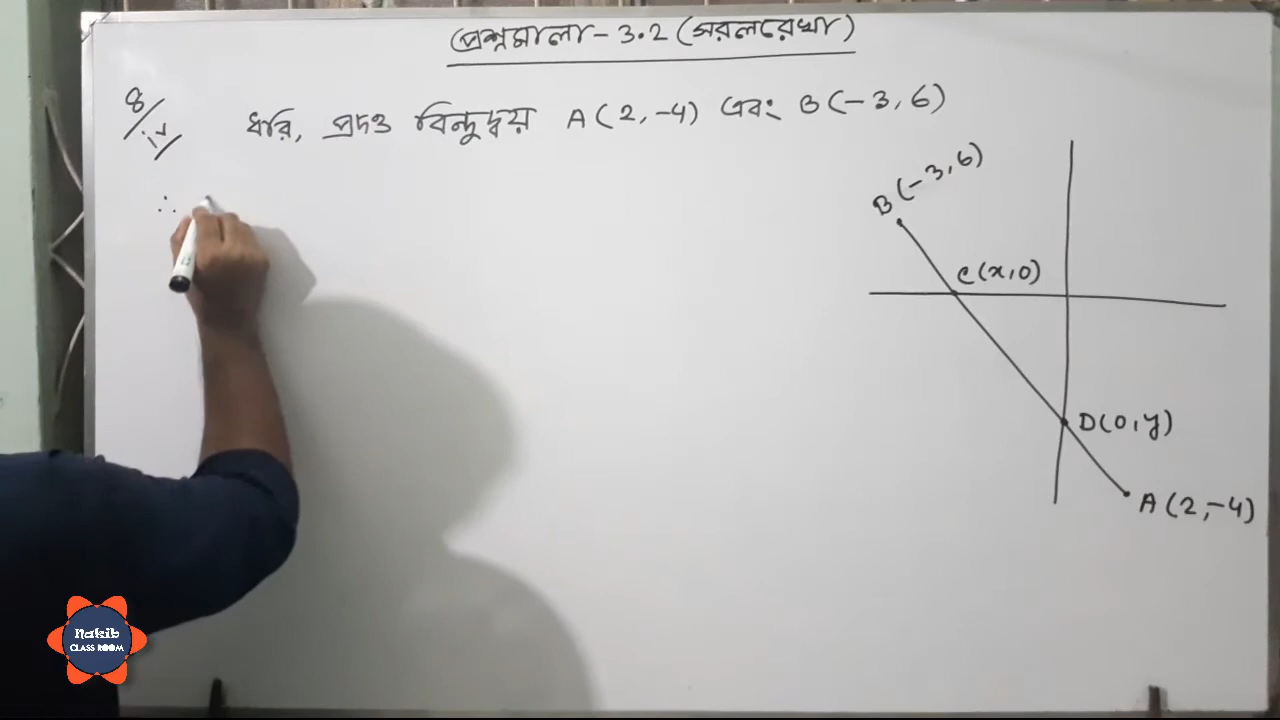 প্রশ্নমালা - 3.2 (সরলরেখা)
8/iv ধরি, প্রদত্ত বিন্দুদ্বয় A(2,-4) এবং B(-3,6)
∴
B(-3,6)
C(x,0)
D(0,y)
A(2,-4)
Nakib
CLASS ROOM